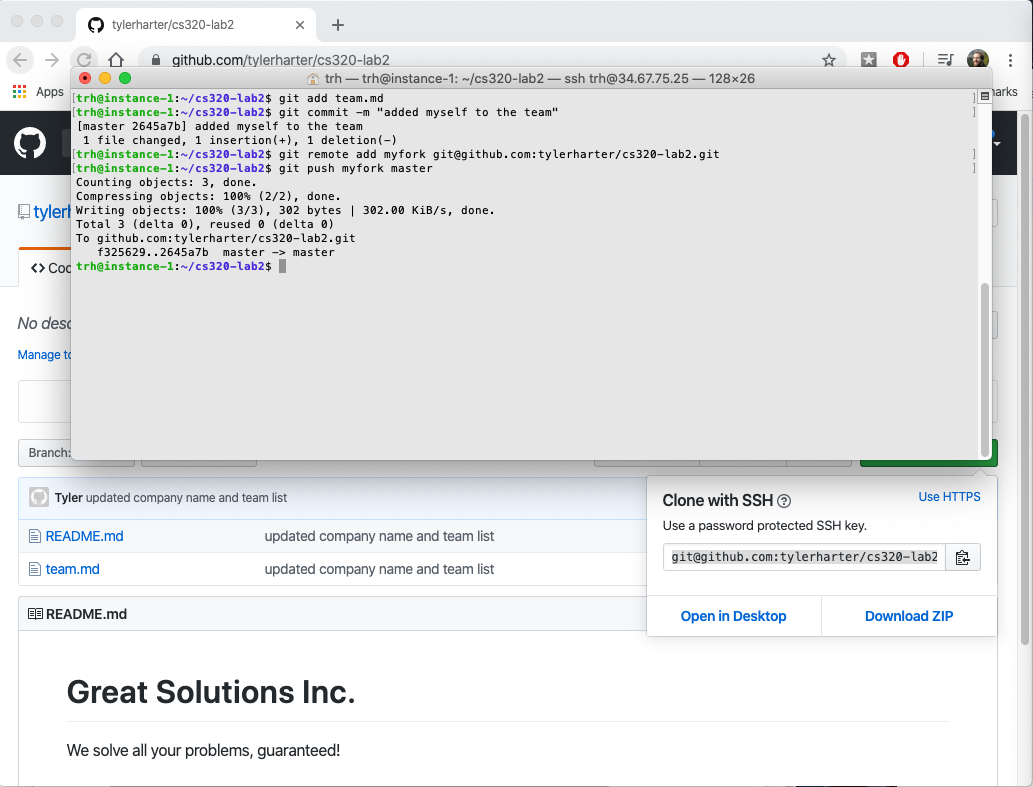 tylerharter/cs320-lab2
github.com/tylerharter/cs320-lab2
Apps
trh — trh@instance-1: ~/cs320-lab2 — ssh trh@34.67.75.25 — 128×26
[trh@instance-1:~/cs320-lab2$ git add team.md ]
[trh@instance-1:~/cs320-lab2$ git commit -m "added myself to the team" ]
[master 2645a7b] added myself to the team
1 file changed, 1 insertion(+), 1 deletion(-)
[trh@instance-1:~/cs320-lab2$ git remote add myfork git@github.com:tylerharter/cs320-lab2.git ]
[trh@instance-1:~/cs320-lab2$ git push myfork master ]
Counting objects: 3, done.
Compressing objects: 100% (2/2), done.
Writing objects: 100% (3/3), 302 bytes | 302.00 KiB/s, done.
Total 3 (delta 0), reused 0 (delta 0)
To github.com:tylerharter/cs320-lab2.git
f325629..2645a7b master -> master
trh@instance-1:~/cs320-lab2$
No desc
Manage to
Branch:
Tyler updated company name and team list
README.md updated company name and team list
team.md updated company name and team list
Clone with SSH
Use HTTPS
Use a password protected SSH key.
git@github.com:tylerharter/cs320-lab2
Open in Desktop
Download ZIP
README.md
Great Solutions Inc.
We solve all your problems, guaranteed!